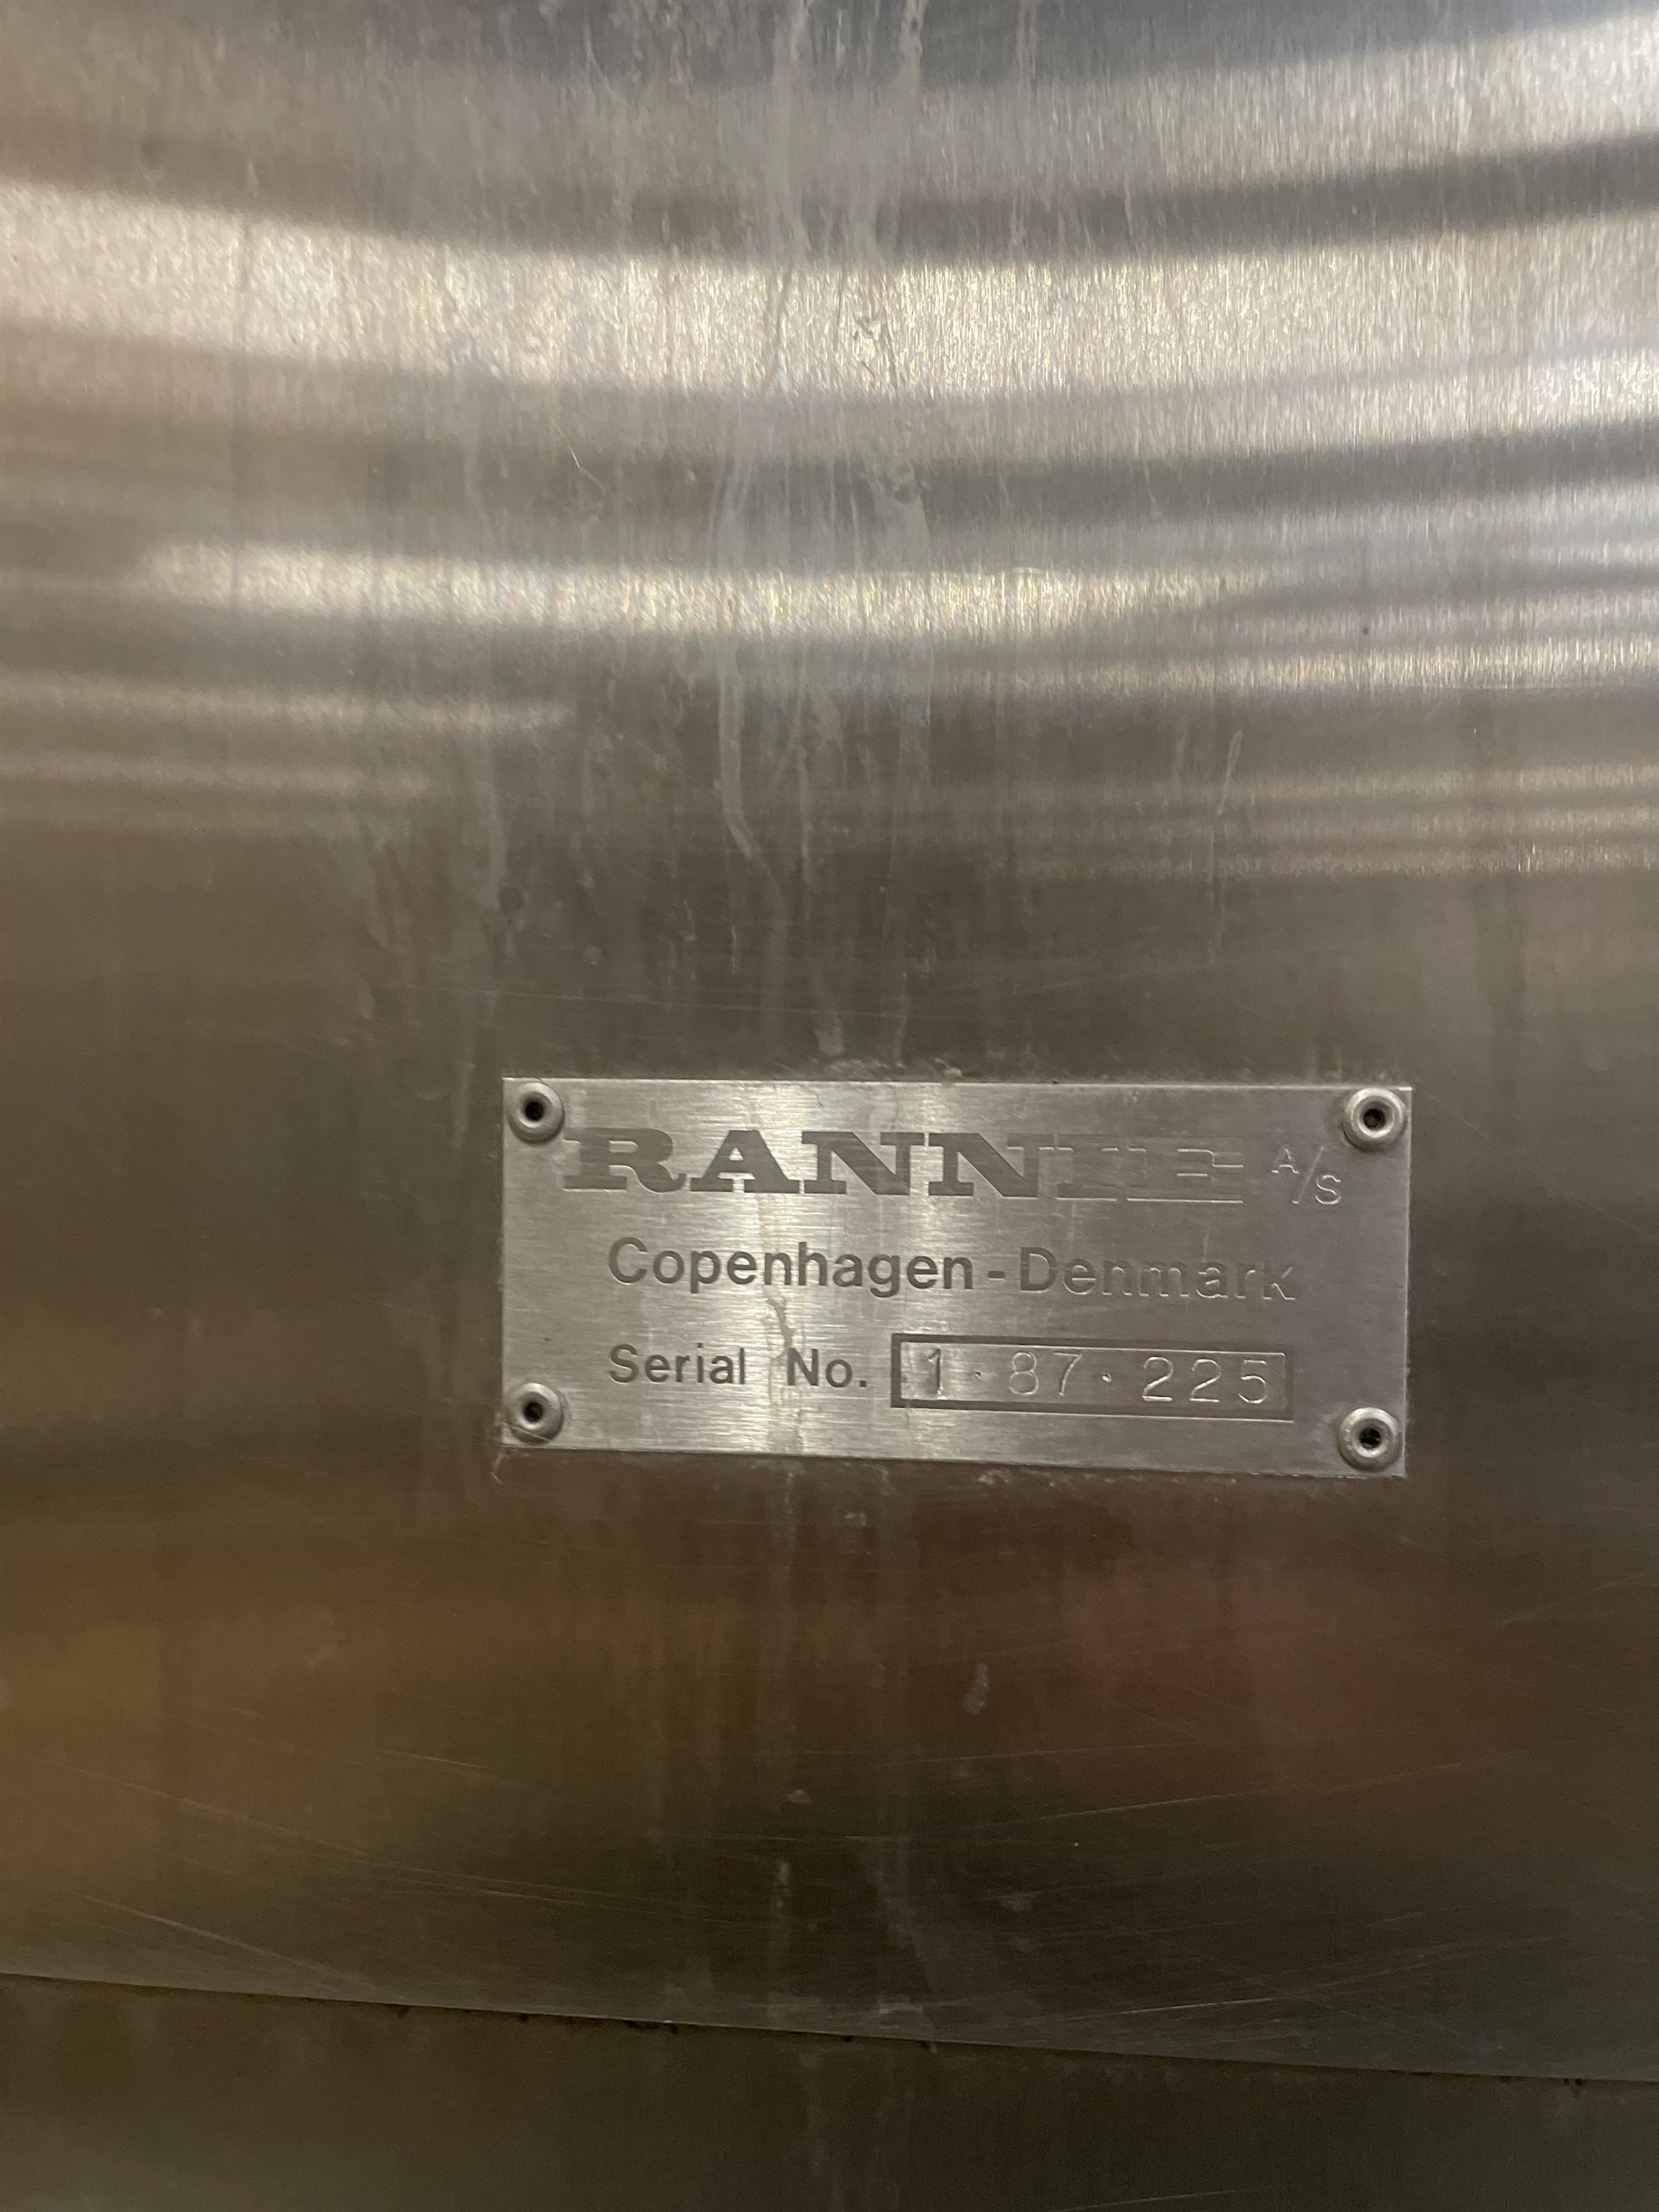 RANNIE A/S
Copenhagen - Denmark
Serial No. 1·87·225